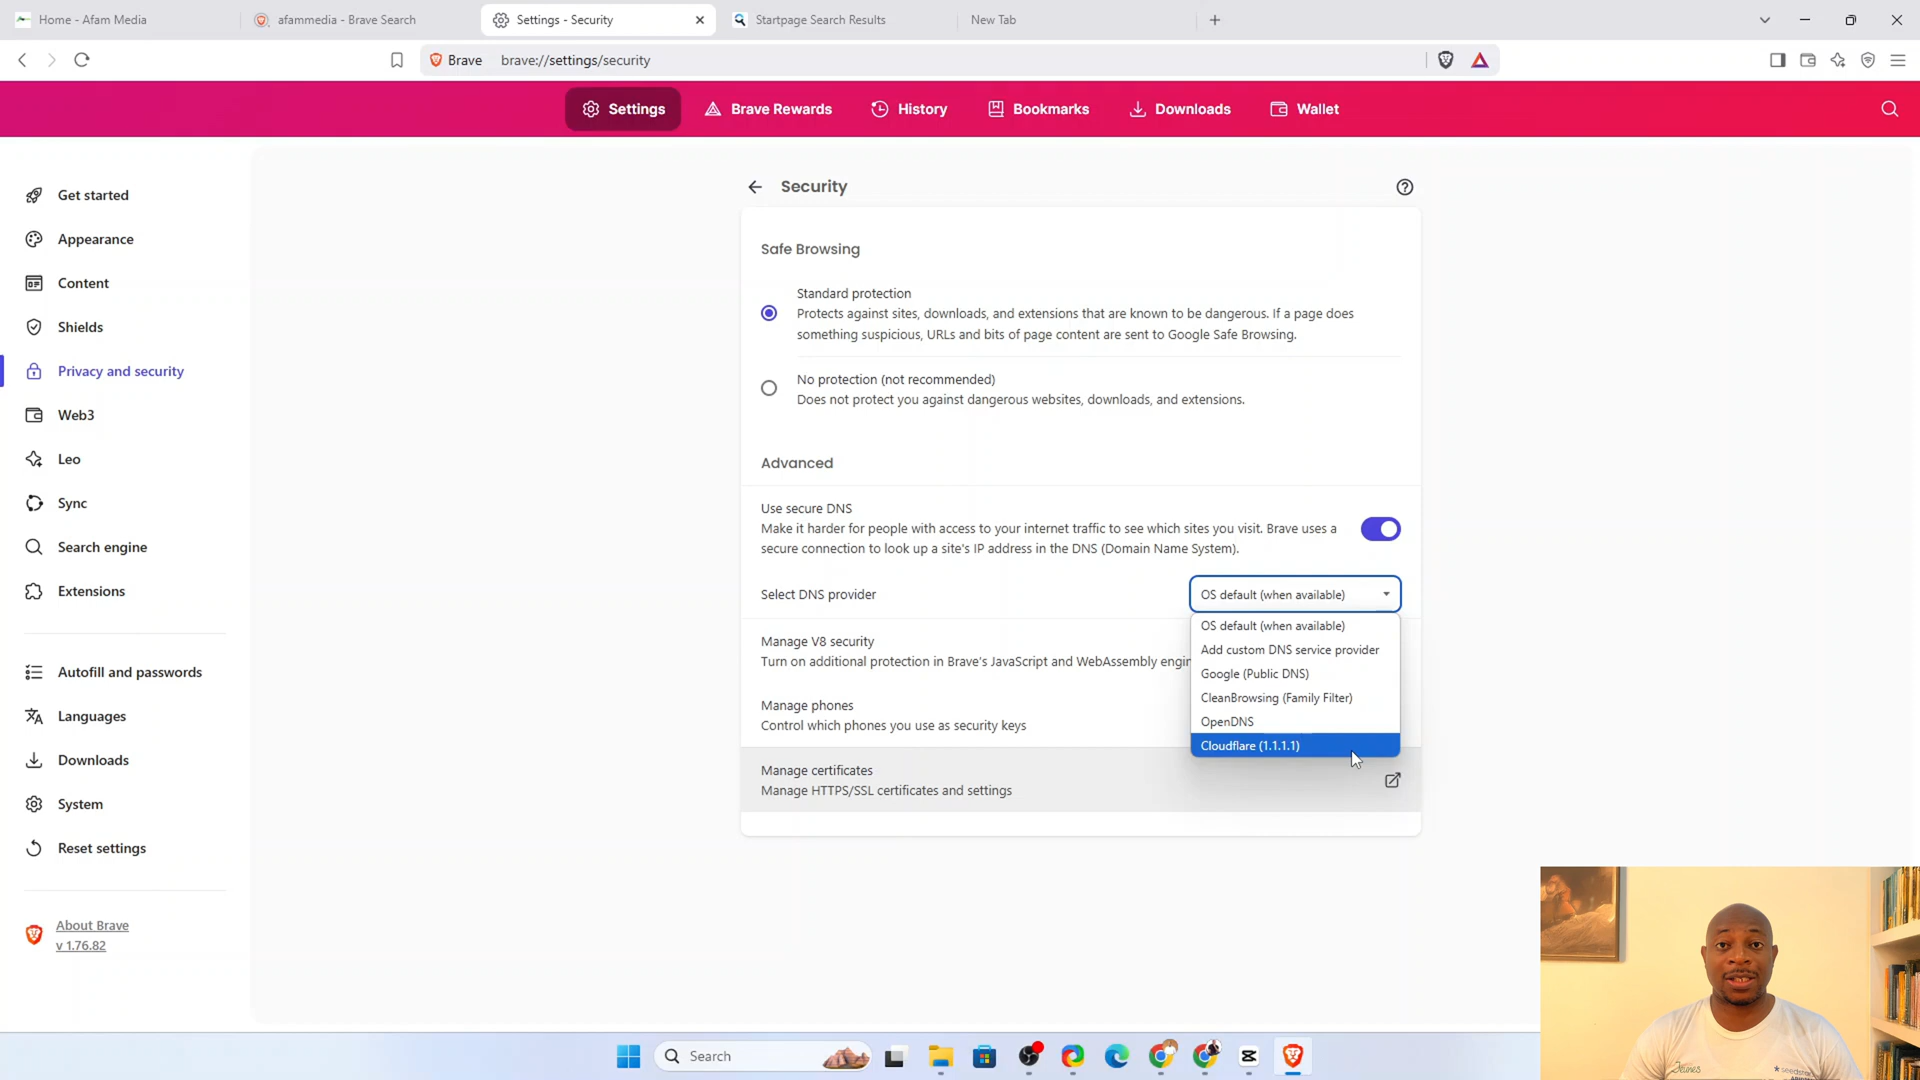 Home - Afam Media
afammedia - Brave Search
Settings - Security
Startpage Search Results
New Tab
Brave
brave://settings/security
Settings
Brave Rewards
History
Bookmarks
Downloads
Wallet
Get started
Appearance
Content
Shields
Privacy and security
Web3
Leo
Sync
Search engine
Extensions
Autofill and passwords
Languages
Downloads
System
Reset settings
About Brave
v 1.76.82
Security
Safe Browsing
Standard protection
Protects against sites, downloads, and extensions that are known to be dangerous. If a page does
something suspicious, URLs and bits of page content are sent to Google Safe Browsing.
No protection (not recommended)
Does not protect you against dangerous websites, downloads, and extensions.
Advanced
Use secure DNS
Make it harder for people with access to your internet traffic to see which sites you visit. Brave uses a
secure connection to look up a site's IP address in the DNS (Domain Name System).
Select DNS provider
OS default (when available)
OS default (when available)
Add custom DNS service provider
Google (Public DNS)
CleanBrowsing (Family Filter)
OpenDNS
Cloudflare (1.1.1.1)
Manage V8 security
Turn on additional protection in Brave's JavaScript and WebAssembly engin
Manage phones
Control which phones you use as security keys
Manage certificates
Manage HTTPS/SSL certificates and settings
Search